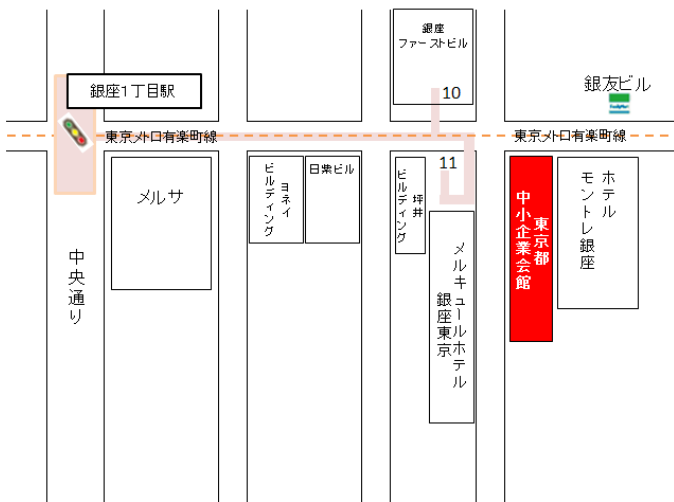 銀座
ファーストビル
10
銀座1丁目駅
銀友ビル
FamilyMart
東京メトロ有楽町線
東京メトロ有楽町線
11
メルサ
ヨネイ
ビルディング
日紫ビル
坪井
ビルディング
東京都
中小企業会館
ホテル
モントレ銀座
中央通り
メルキュールホテル
銀座東京